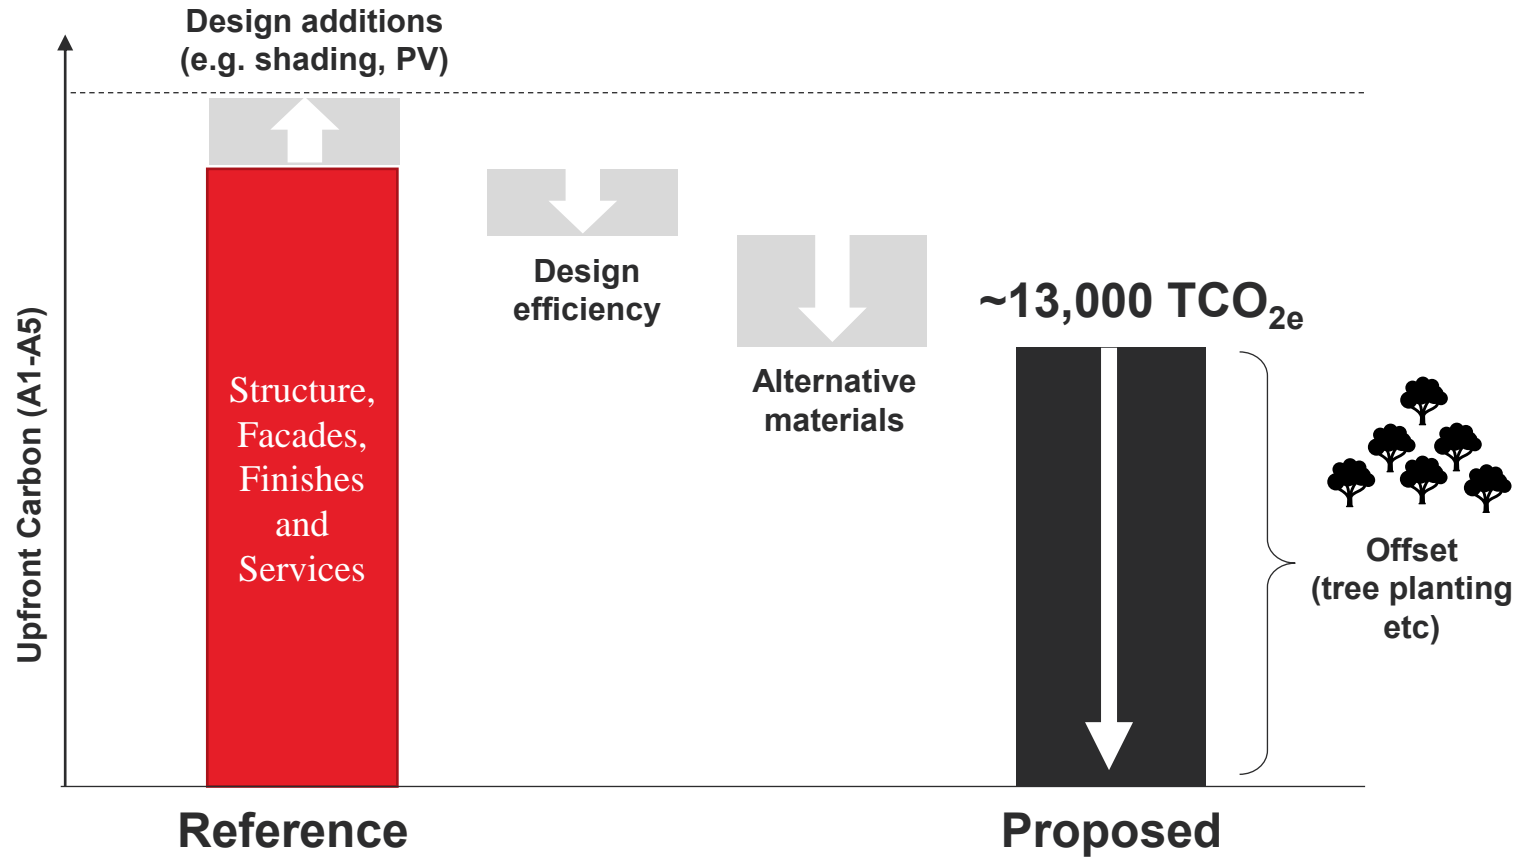 Design additions
(e.g. shading, PV)
Upfront Carbon (A1-A5)
Structure,
Facades,
Finishes
and
Services
Design
efficiency
Alternative
materials
~13,000 TCO2e
Offset
(tree planting
etc)
Reference
Proposed